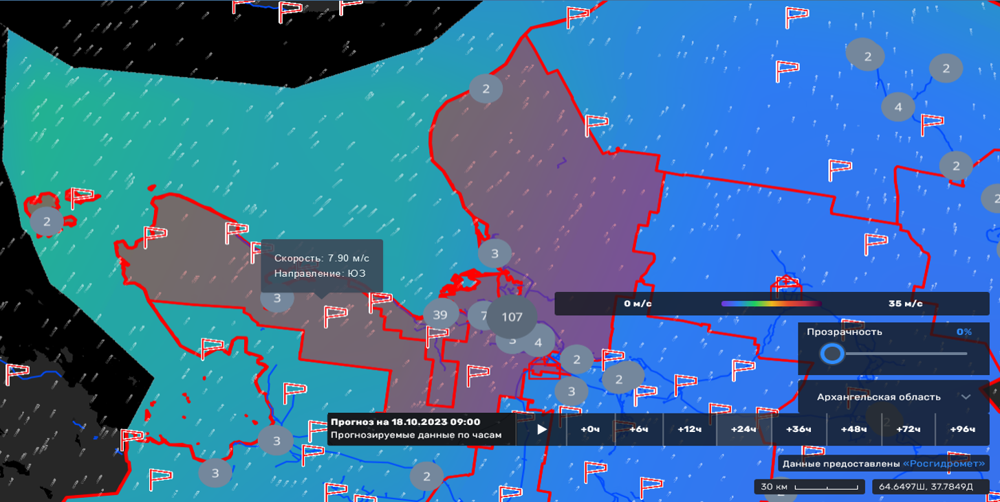 2
2
2
4
2
2
2
3
Скорость: 7.90 м/с
Направление: ЮЗ
3
39
7
107
3
4
0 м/с
35 м/с
Прозрачность
0%
2
2
3
Архангельская область
Прогноз на 18.10.2023 09:00
Прогнозируемые данные по часам
+0ч
+6ч
+12ч
+24ч
+36ч
+48ч
+72ч
+96ч
2
3
3
2
Данные предоставлены «Росгидромет»
30 км
64.6497Ш, 37.7849Д
2